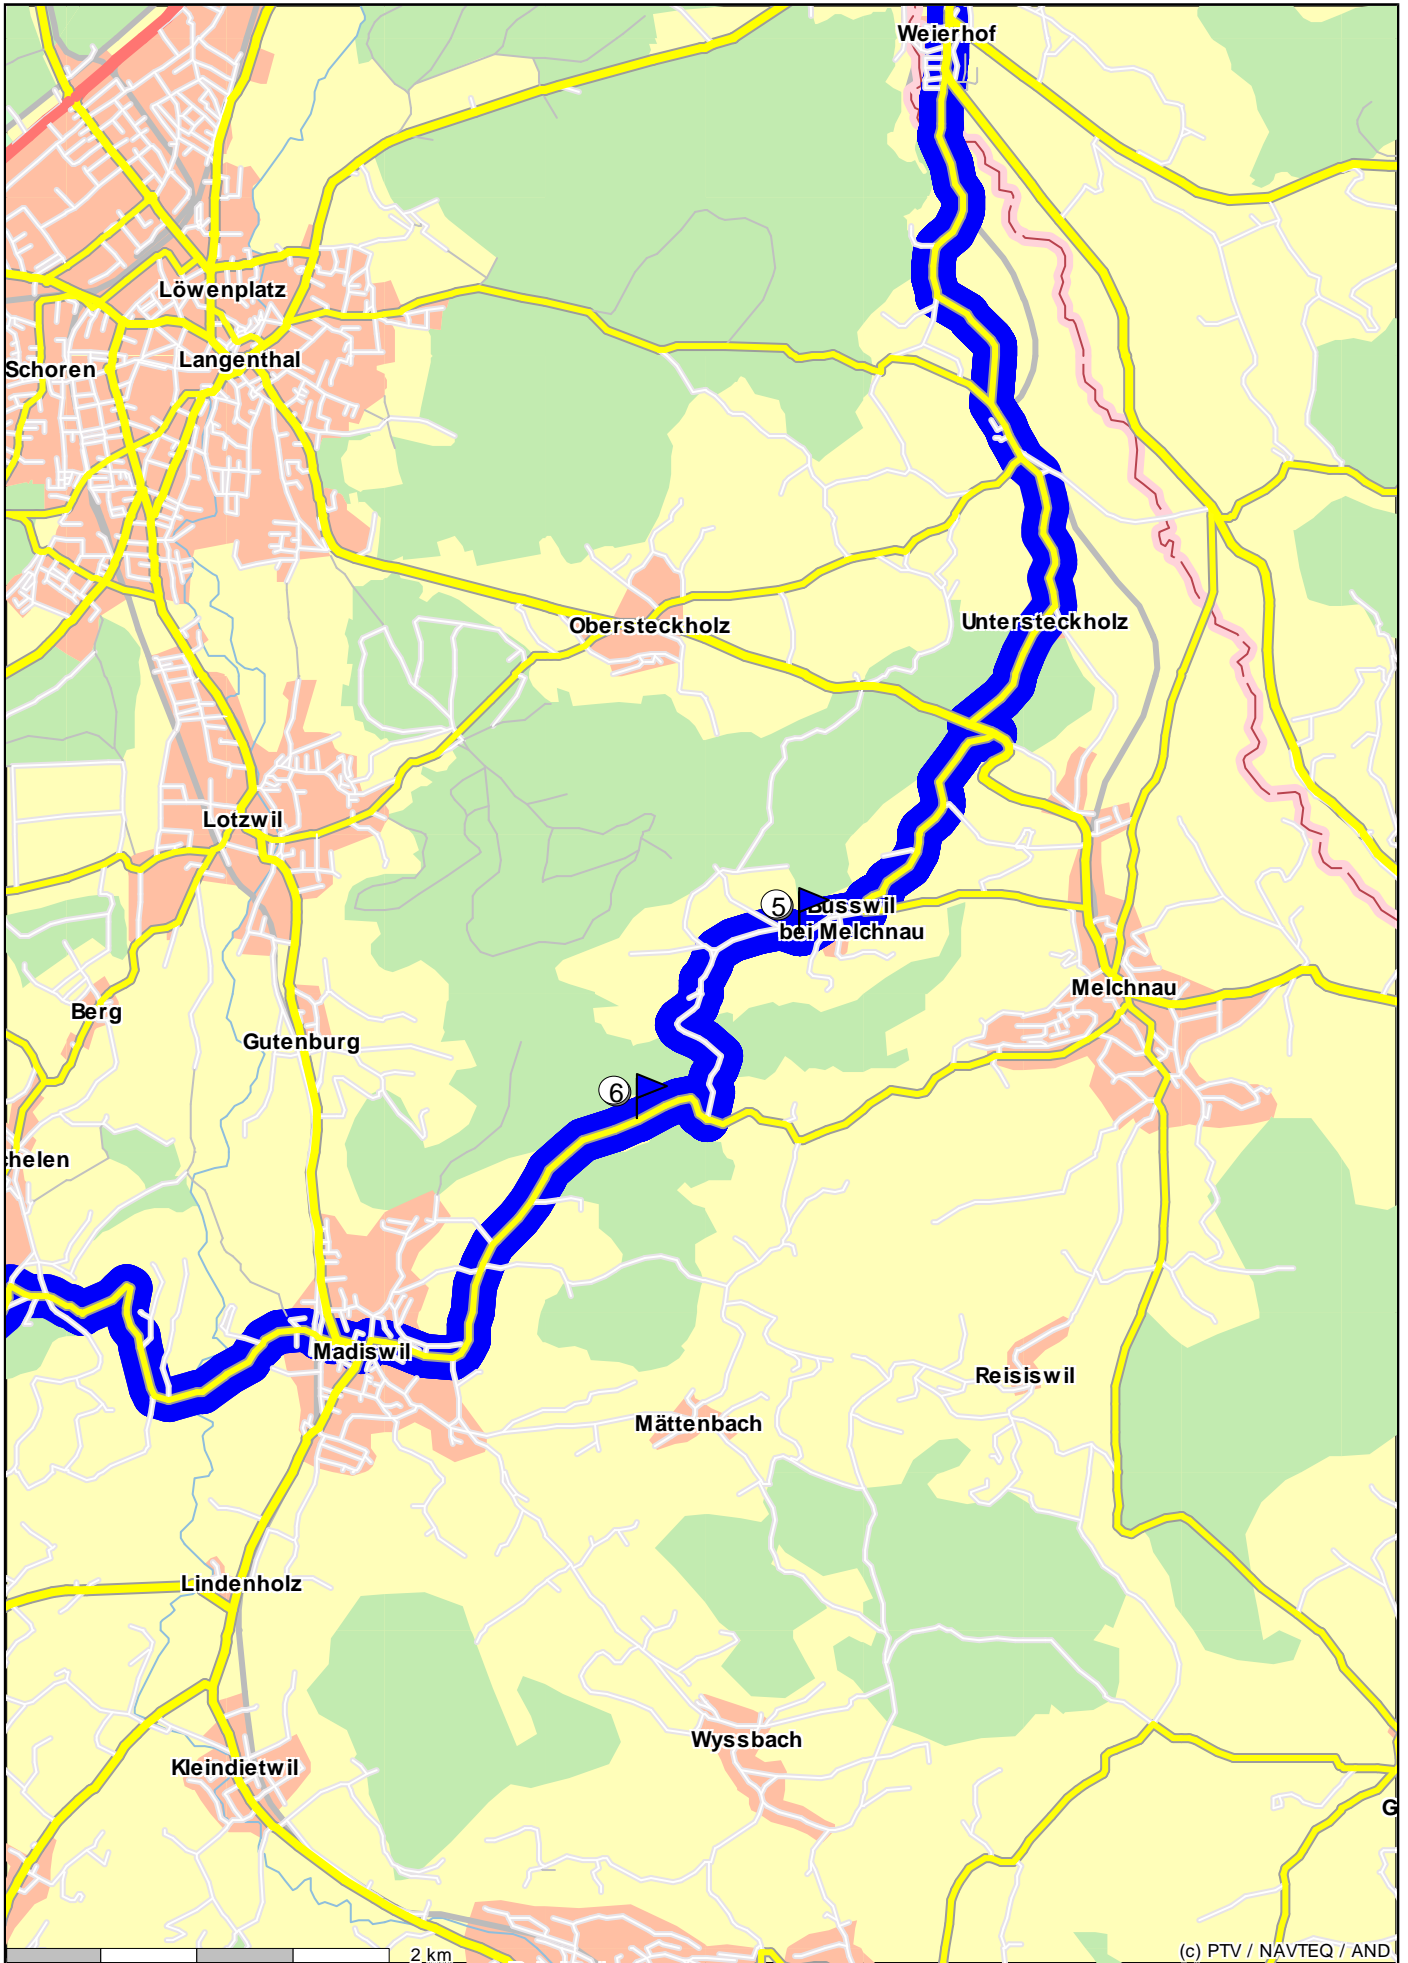 Weierhof
Löwenplatz
Langenthal
Schoren
Obersteckholz
Untersteckholz
Lotzwil
5
Busswil
bei Melchnau
Melchnau
Berg
Gutenburg
6
chelen
Madiswil
Reisiswil
Mättenbach
Lindenholz
Wyssbach
Kleindietwil
G
2 km
(c) PTV / NAVTEQ / AND